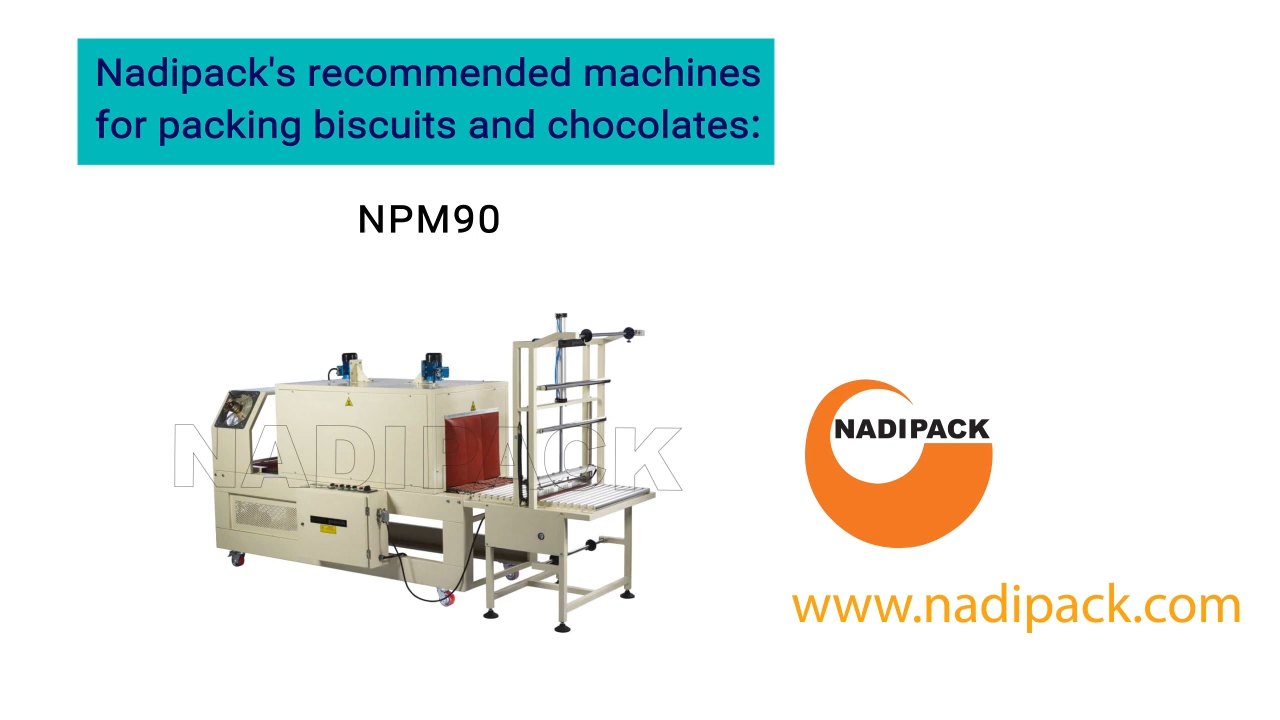 Nadipack's recommended machines
for packing biscuits and chocolates:
NPM90
NADIPACK
NADIPACK
www.nadipack.com